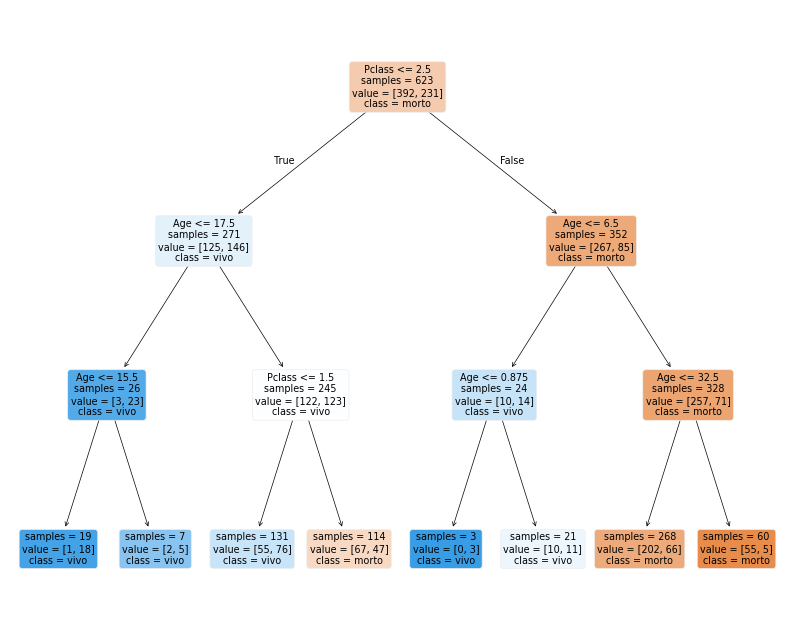 Pclass <= 2.5
samples = 623
value = [392, 231]
class = morto
True
False
Age <= 17.5
samples = 271
value = [125, 146]
class = vivo
Age <= 6.5
samples = 352
value = [267, 85]
class = morto
Age <= 15.5
samples = 26
value = [3, 23]
class = vivo
Pclass <= 1.5
samples = 245
value = [122, 123]
class = vivo
Age <= 0.875
samples = 24
value = [10, 14]
class = vivo
Age <= 32.5
samples = 328
value = [257, 71]
class = morto
samples = 19
value = [1, 18]
class = vivo
samples = 7
value = [2, 5]
class = vivo
samples = 131
value = [55, 76]
class = vivo
samples = 114
value = [67, 47]
class = morto
samples = 3
value = [0, 3]
class = vivo
samples = 21
value = [10, 11]
class = vivo
samples = 268
value = [202, 66]
class = morto
samples = 60
value = [55, 5]
class = morto